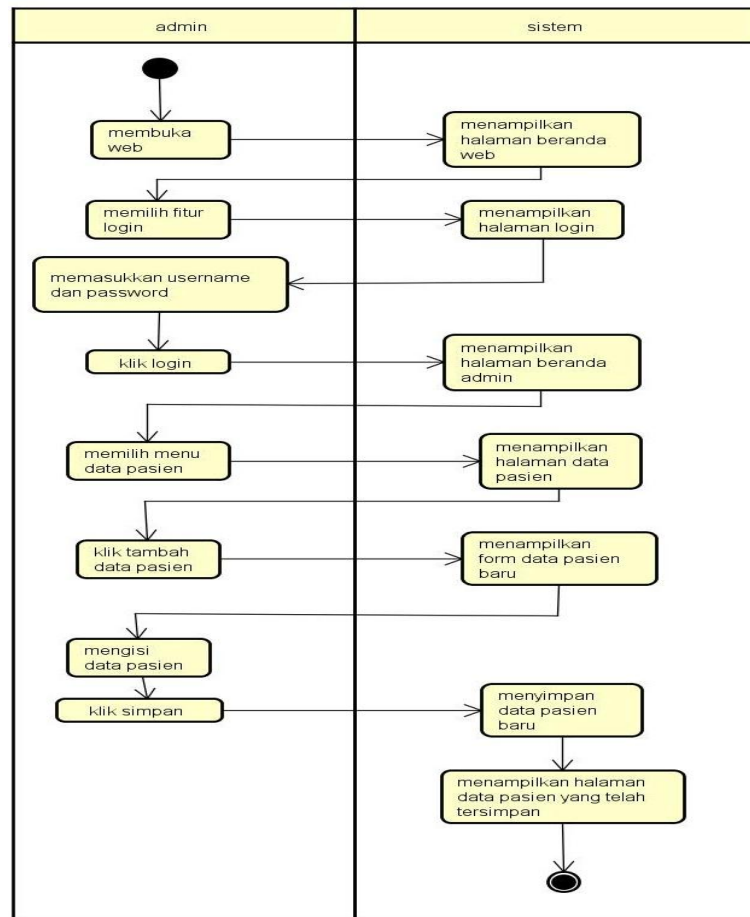 admin
sistem
membuka
web
menampilkan
halaman beranda
web
memilih fitur
login
menampilkan
halaman login
memasukkan username
dan password
klik login
menampilkan
halaman beranda
admin
memilih menu
data pasien
menampilkan
halaman data
pasien
klik tambah
data pasien
menampilkan
form data pasien
baru
mengisi
data pasien
klik simpan
menyimpan
data pasien
baru
menampilkan halaman
data pasien yang telah
tersimpan